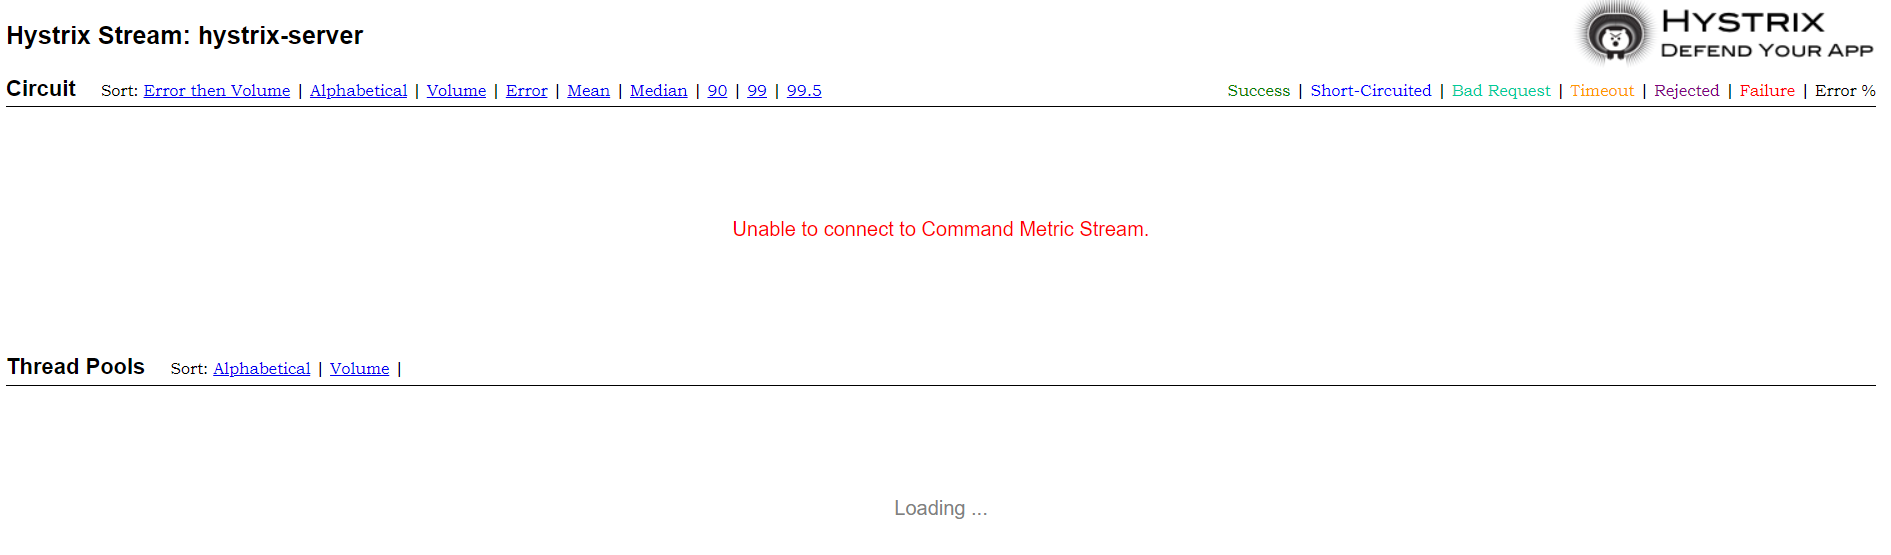 Hystrix Stream: hystrix-server
HYSTRIX
DEFEND YOUR APP
Circuit Sort: Error then Volume | Alphabetical | Volume | Error | Mean | Median | 90 | 99 | 99.5
Success | Short-Circuited | Bad Request | Timeout | Rejected | Failure | Error %
Unable to connect to Command Metric Stream.
Thread Pools Sort: Alphabetical | Volume |
Loading ...